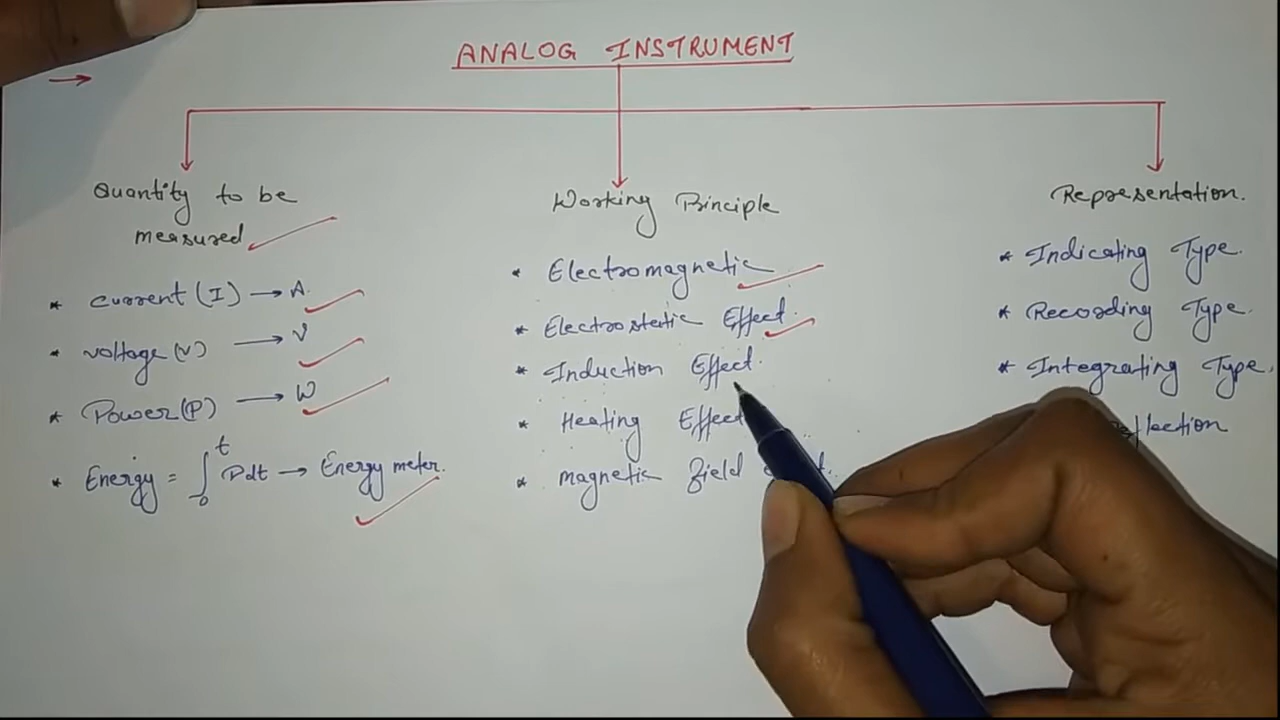 ANALOG INSTRUMENT
Quantity to be
measured
* current (I) → A.
* voltage (V) → V
* Power (P) → W
* Energy = ∫₀ᵗ Pdt → Energy meter.
Working Principle
* Electromagnetic
* Electrostatic Effect.
* Induction Effect.
* Heating Effect
* magnetic field
Representation.
* Indicating Type.
* Recording Type.
* Integrating Type.